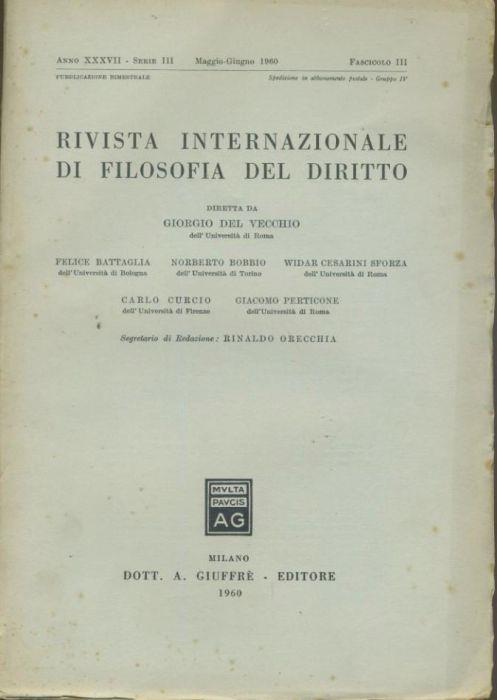 ANNO XXXVII - SERIE III Maggio-Giugno 1960 FASCICOLO III
PUBBLICAZIONE BIMESTRALE Spedizione in abbonamento postale - Gruppo IV
RIVISTA INTERNAZIONALE
DI FILOSOFIA DEL DIRITTO
DIRETTA DA
GIORGIO DEL VECCHIO
dell'Università di Roma
FELICE BATTAGLIA NORBERTO BOBBIO WIDAR CESARINI SFORZA
dell'Università di Bologna dell'Università di Torino dell'Università di Roma
CARLO CURCIO GIACOMO PERTICONE
dell'Università di Firenze dell'Università di Roma
Segretario di Redazione: RINALDO ORECCHIA
MVLTA
PAVCIS
AG
MILANO
DOTT. A. GIUFFRÈ - EDITORE
1960